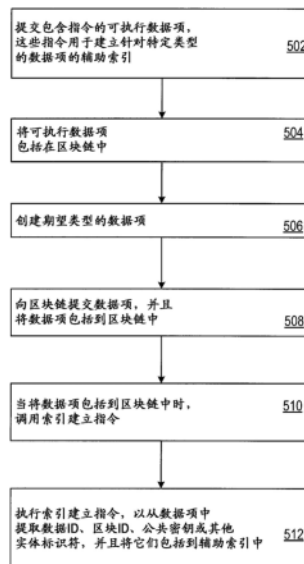 提交包含指令的可执行数据项，
这些指令用于建立针对特定类型
的数据项的辅助索引
502
将可执行数据项
包括在区块链中
504
创建期望类型的数据项
506
向区块链提交数据项，并且
将数据项包括到区块链中
508
当将数据项包括到区块链中时，
调用索引建立指令
510
执行索引建立指令，以从数据项中
提取数据ID、区块ID、公共密钥或其他
实体标识符，并且将它们包括到辅助索引中
512